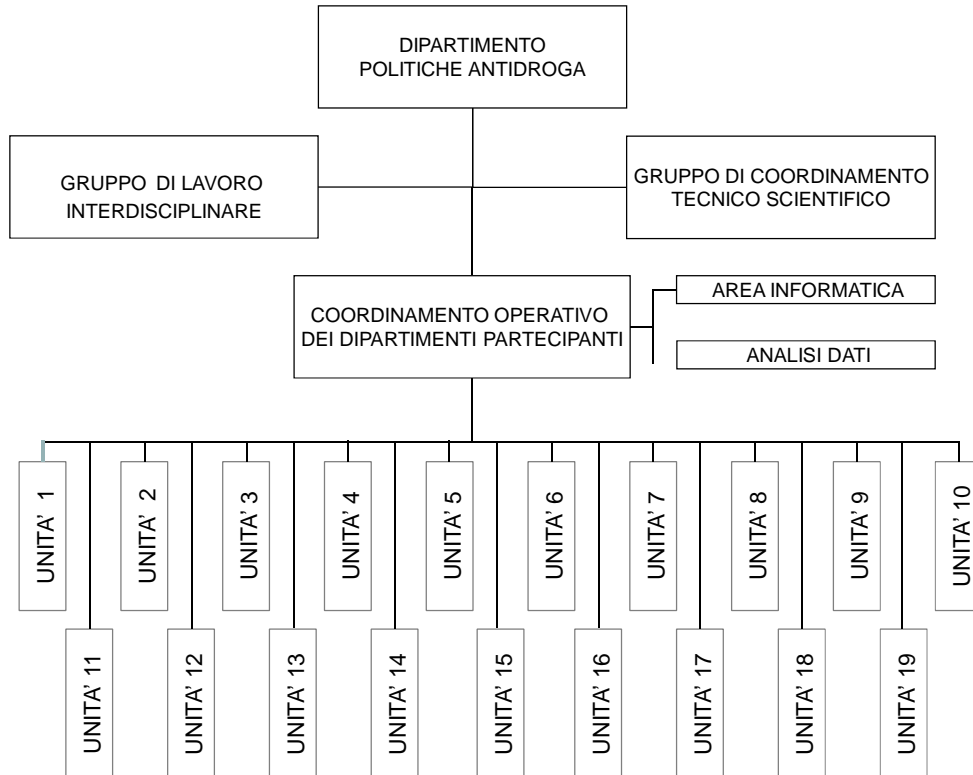 DIPARTIMENTO
POLITICHE ANTIDROGA
GRUPPO DI LAVORO
INTERDISCIPLINARE
GRUPPO DI COORDINAMENTO
TECNICO SCIENTIFICO
COORDINAMENTO OPERATIVO
DEI DIPARTIMENTI PARTECIPANTI
AREA INFORMATICA
ANALISI DATI
UNITA’ 1
UNITA’ 2
UNITA’ 3
UNITA’ 4
UNITA’ 5
UNITA’ 6
UNITA’ 7
UNITA’ 8
UNITA’ 9
UNITA’ 10
UNITA’ 11
UNITA’ 12
UNITA’ 13
UNITA’ 14
UNITA’ 15
UNITA’ 16
UNITA’ 17
UNITA’ 18
UNITA’ 19